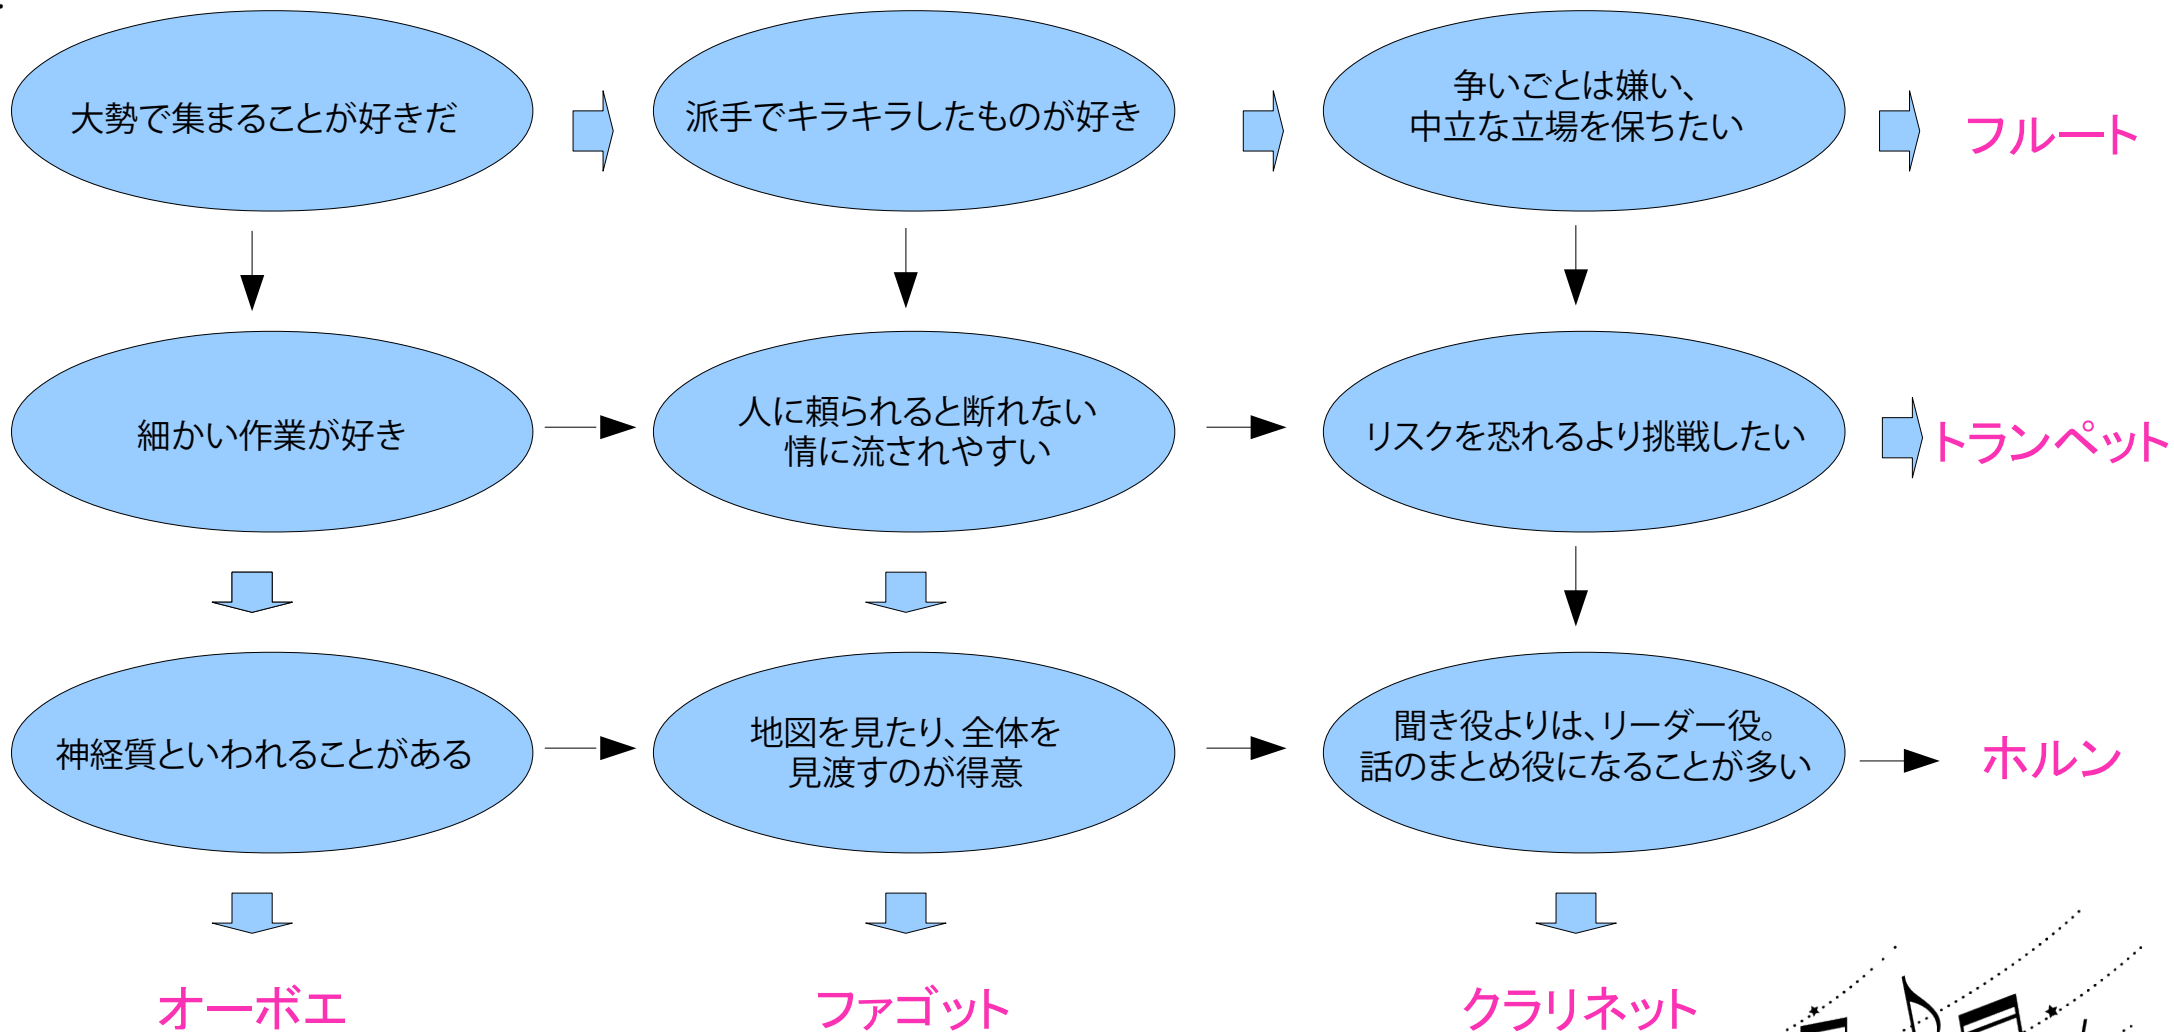 大勢で集まることが好きだ
派手でキラキラしたものが好き
争いごとは嫌い、
中立な立場を保ちたい
フルート
細かい作業が好き
人に頼られると断れない
情に流されやすい
リスクを恐れるより挑戦したい
トランペット
神経質といわれることがある
地図を見たり、全体を
見渡すのが得意
聞き役よりは、リーダー役。
話のまとめ役になることが多い
ホルン
オーボエ
ファゴット
クラリネット